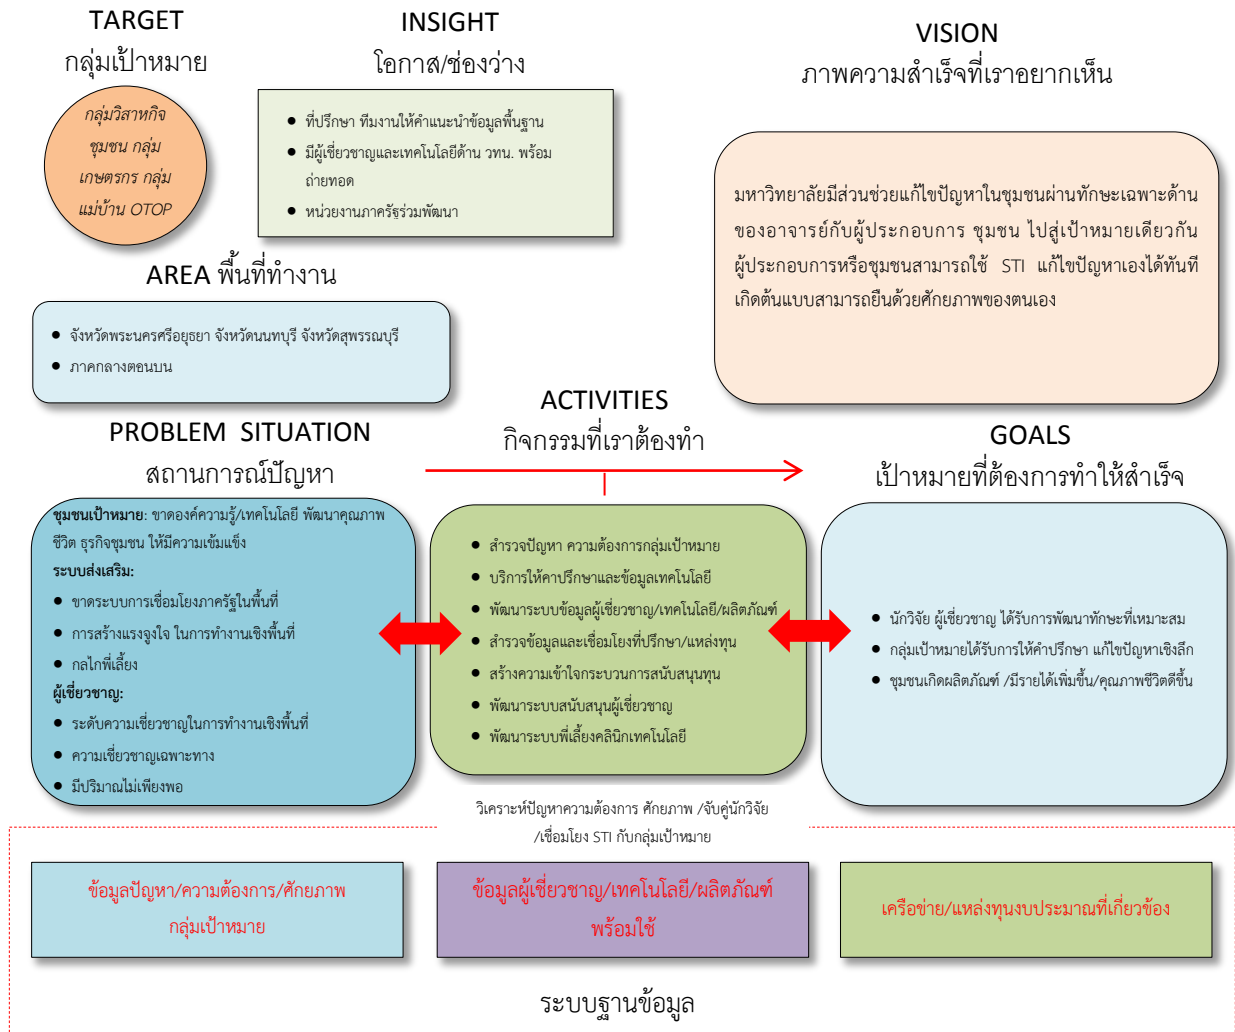 TARGET
กลุ่มเป้าหมาย
กลุ่มวิสาหกิจ
ชุมชน กลุ่ม
เกษตรกร กลุ่ม
แม่บ้าน OTOP
INSIGHT
โอกาส/ช่องว่าง
● ที่ปรึกษา ทีมงานให้คำแนะนำข้อมูลพื้นฐาน
● มีผู้เชี่ยวชาญและเทคโนโลยีด้าน วทน. พร้อม
ถ่ายทอด
● หน่วยงานภาครัฐร่วมพัฒนา
VISION
ภาพความสำเร็จที่เราอยากเห็น
มหาวิทยาลัยมีส่วนช่วยแก้ไขปัญหาในชุมชนผ่านทักษะเฉพาะด้าน
ของอาจารย์กับผู้ประกอบการ ชุมชน ไปสู่เป้าหมายเดียวกัน
ผู้ประกอบการหรือชุมชนสามารถใช้ STI แก้ไขปัญหาเองได้ทันที
เกิดต้นแบบสามารถยืนด้วยศักยภาพของตนเอง
AREA พื้นที่ทำงาน
● จังหวัดพระนครศรีอยุธยา จังหวัดนนทบุรี จังหวัดสุพรรณบุรี
● ภาคกลางตอนบน
PROBLEM SITUATION
สถานการณ์ปัญหา
ชุมชนเป้าหมาย: ขาดองค์ความรู้/เทคโนโลยี พัฒนาคุณภาพ
ชีวิต ธุรกิจชุมชน ให้มีความเข้มแข็ง
ระบบส่งเสริม:
● ขาดระบบการเชื่อมโยงภาครัฐในพื้นที่
● การสร้างแรงจูงใจ ในการทำงานเชิงพื้นที่
● กลไกพี่เลี้ยง
ผู้เชี่ยวชาญ:
● ระดับความเชี่ยวชาญในการทำงานเชิงพื้นที่
● ความเชี่ยวชาญเฉพาะทาง
● มีปริมาณไม่เพียงพอ
ACTIVITIES
กิจกรรมที่เราต้องทำ
● สำรวจปัญหา ความต้องการกลุ่มเป้าหมาย
● บริการให้คาปรึกษาและข้อมูลเทคโนโลยี
● พัฒนาระบบข้อมูลผู้เชี่ยวชาญ/เทคโนโลยี/ผลิตภัณฑ์
● สำรวจข้อมูลและเชื่อมโยงที่ปรึกษา/แหล่งทุน
● สร้างความเข้าใจกระบวนการสนับสนุนทุน
● พัฒนาระบบสนับสนุนผู้เชี่ยวชาญ
● พัฒนาระบบพี่เลี้ยงคลินิกเทคโนโลยี
GOALS
เป้าหมายที่ต้องการทำให้สำเร็จ
● นักวิจัย ผู้เชี่ยวชาญ ได้รับการพัฒนาทักษะที่เหมาะสม
● กลุ่มเป้าหมายได้รับการให้คำปรึกษา แก้ไขปัญหาเชิงลึก
● ชุมชนเกิดผลิตภัณฑ์ /มีรายได้เพิ่มขึ้น/คุณภาพชีวิตดีขึ้น
วิเคราะห์ปัญหาความต้องการ ศักยภาพ /จับคู่นักวิจัย
/เชื่อมโยง STI กับกลุ่มเป้าหมาย
ข้อมูลปัญหา/ความต้องการ/ศักยภาพ
กลุ่มเป้าหมาย
ข้อมูลผู้เชี่ยวชาญ/เทคโนโลยี/ผลิตภัณฑ์
พร้อมใช้
เครือข่าย/แหล่งทุนงบประมาณที่เกี่ยวข้อง
ระบบฐานข้อมูล